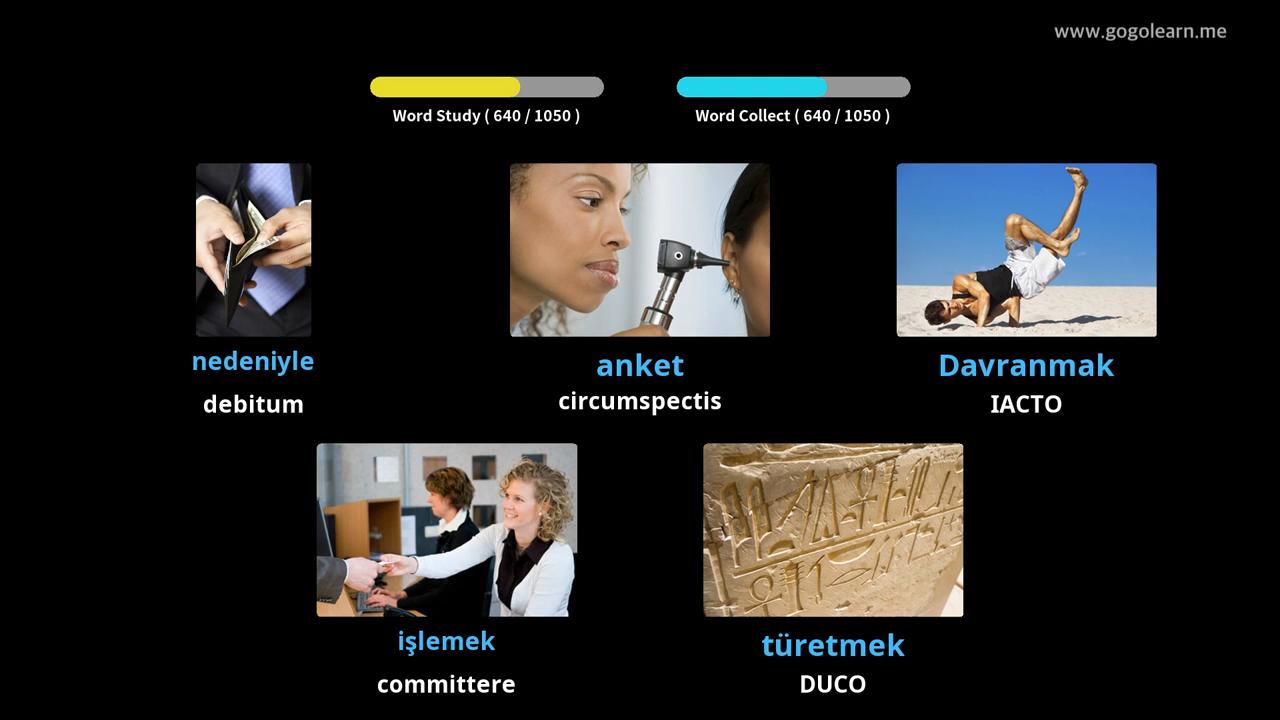 www.gogolearn.me
Word Study ( 640 / 1050 )
Word Collect ( 640 / 1050 )
nedeniyle
debitum
anket
circumspectis
Davranmak
IACTO
işlemek
committere
türetmek
DUCO